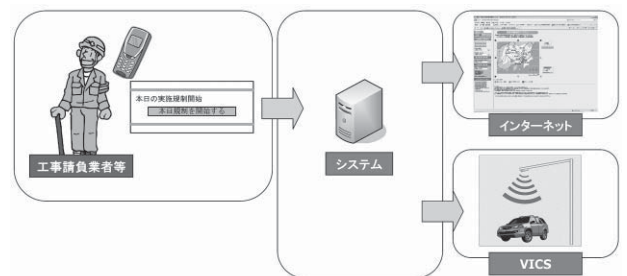 本日の実施規制開始
本日規制を開始する
工事請負業者等
システム
インターネット
VICS